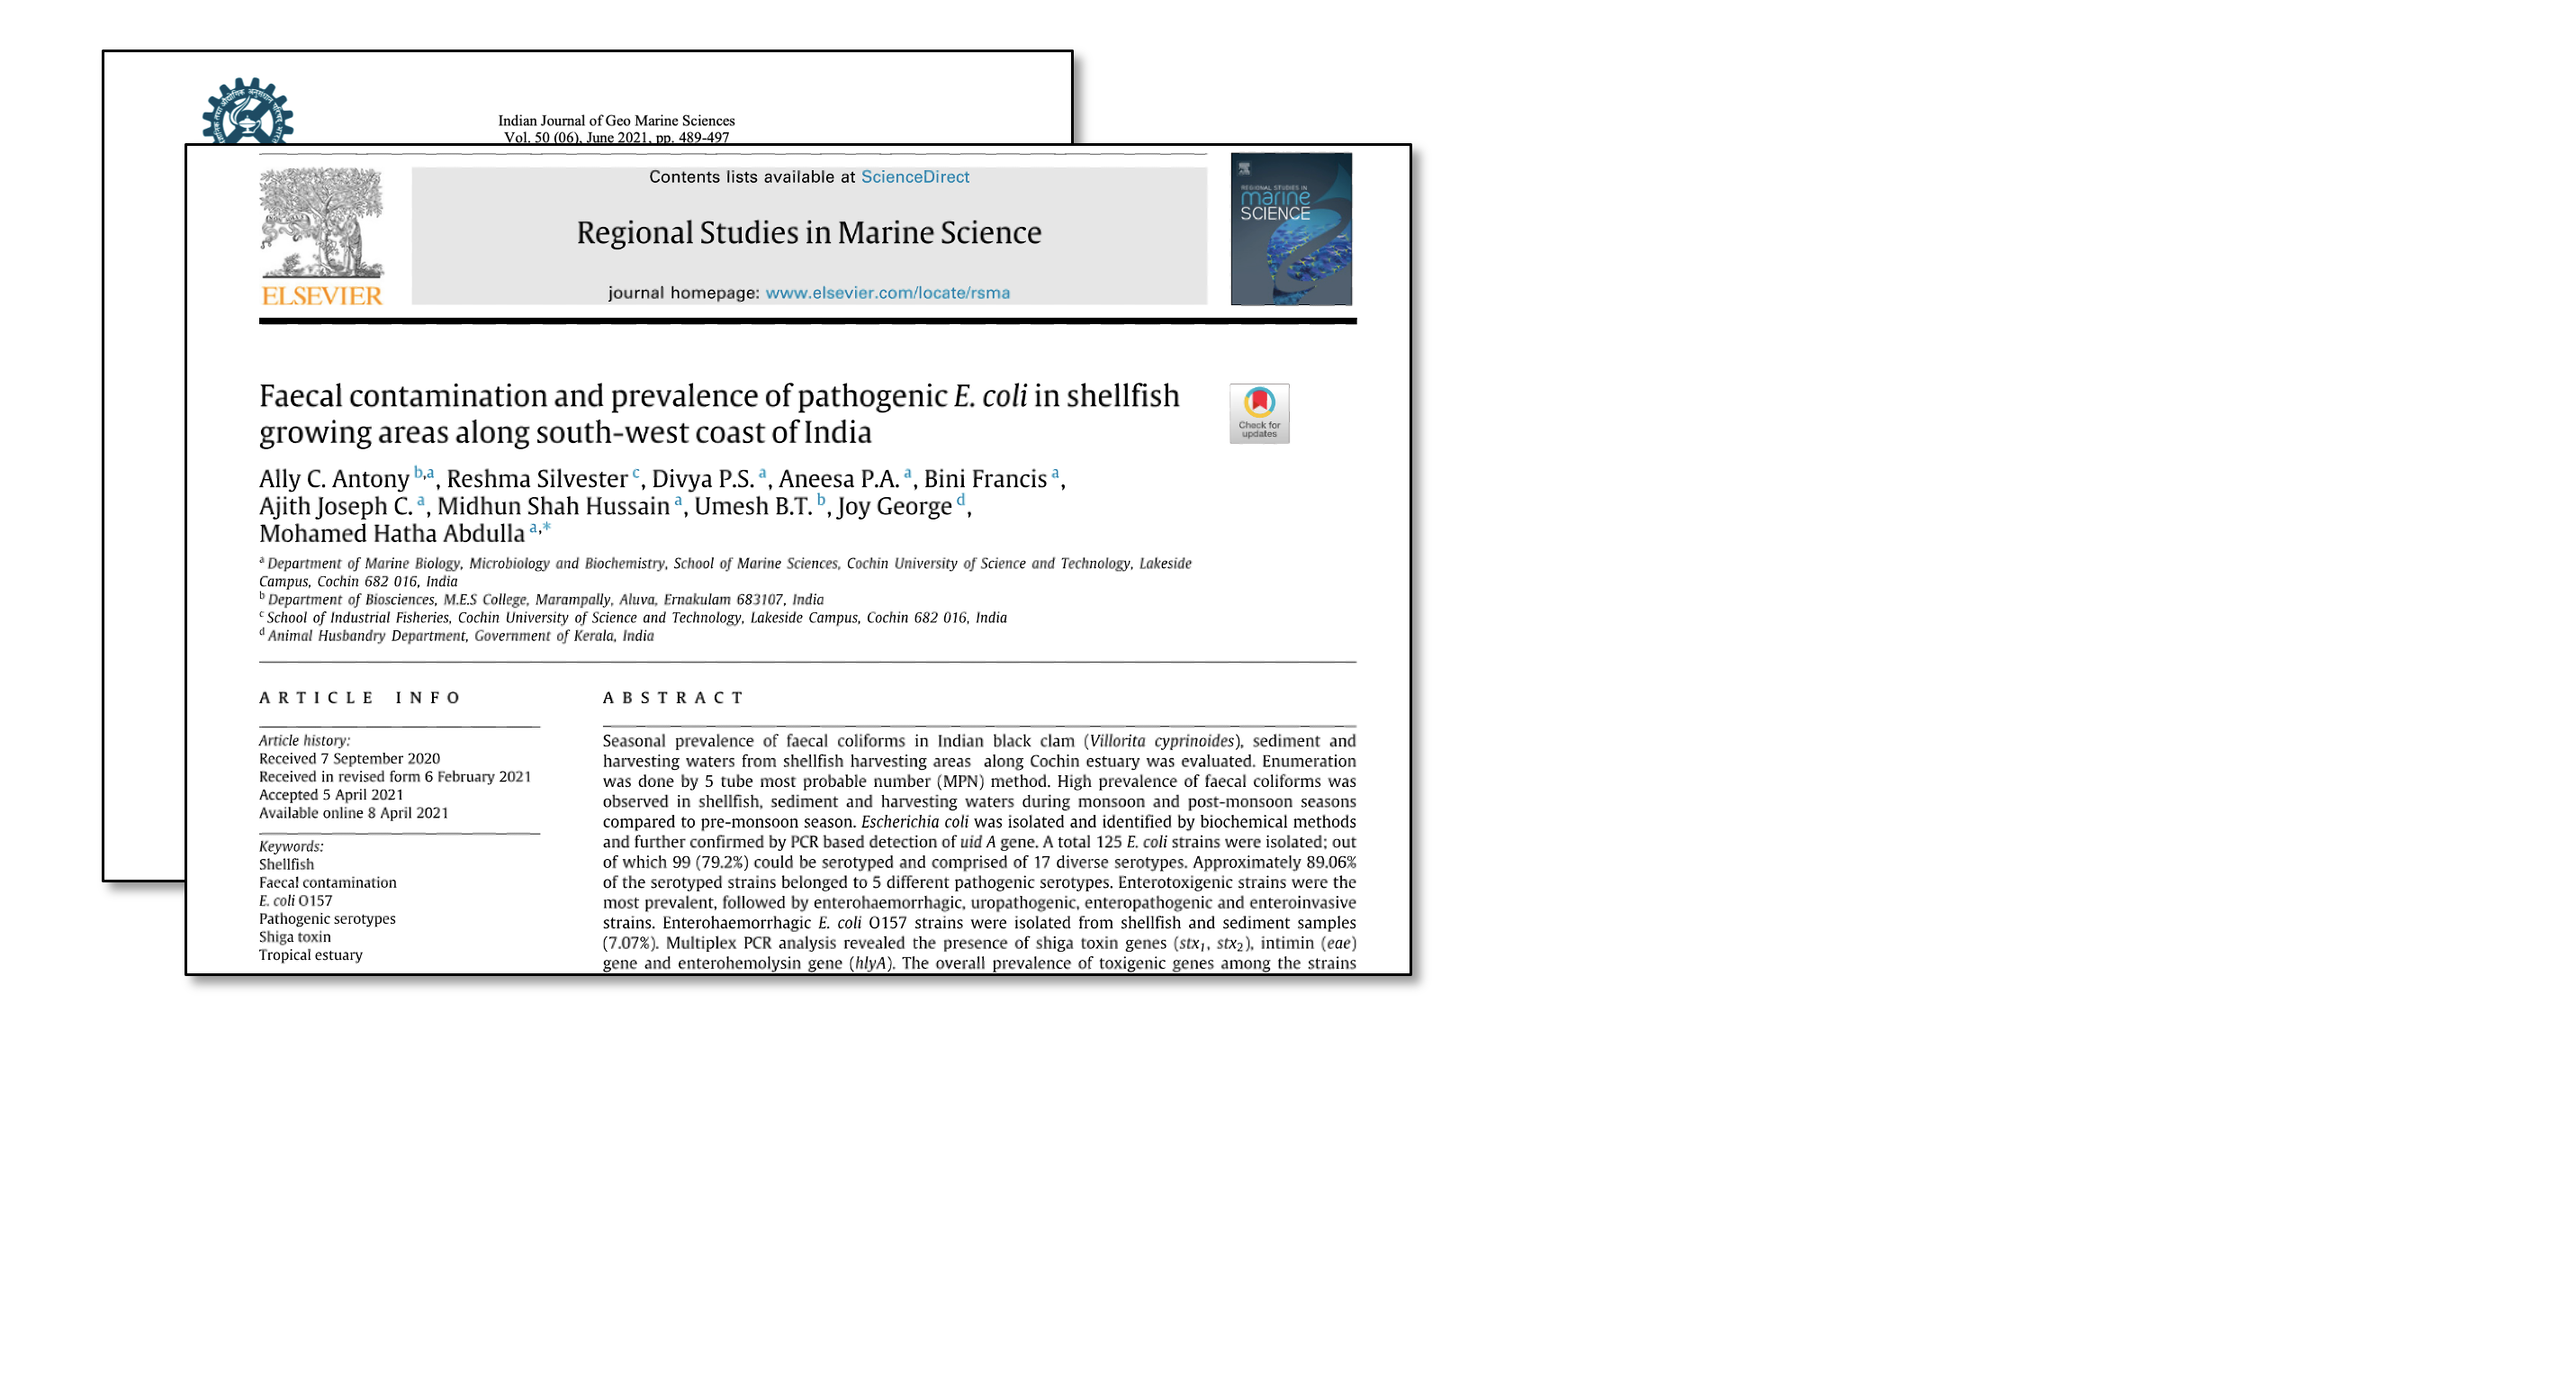 Indian Journal of Geo Marine Sciences
Vol. 50 (06), June 2021, pp. 489-497
Contents lists available at ScienceDirect
Regional Studies in Marine Science
journal homepage: www.elsevier.com/locate/rsma
ELSEVIER
REGIONAL STUDIES IN
marine
SCIENCE
Faecal contamination and prevalence of pathogenic E. coli in shellfish
growing areas along south-west coast of India
Check for
updates
Ally C. Antony b,a, Reshma Silvester c, Divya P.S. a, Aneesa P.A. a, Bini Francis a,
Ajith Joseph C. a, Midhun Shah Hussain a, Umesh B.T. b, Joy George d,
Mohamed Hatha Abdulla a,*
a Department of Marine Biology, Microbiology and Biochemistry, School of Marine Sciences, Cochin University of Science and Technology, Lakeside
Campus, Cochin 682 016, India
b Department of Biosciences, M.E.S College, Marampally, Aluva, Ernakulam 683107, India
c School of Industrial Fisheries, Cochin University of Science and Technology, Lakeside Campus, Cochin 682 016, India
d Animal Husbandry Department, Government of Kerala, India
ARTICLE INFO
Article history:
Received 7 September 2020
Received in revised form 6 February 2021
Accepted 5 April 2021
Available online 8 April 2021
Keywords:
Shellfish
Faecal contamination
E. coli O157
Pathogenic serotypes
Shiga toxin
Tropical estuary
ABSTRACT
Seasonal prevalence of faecal coliforms in Indian black clam (Villorita cyprinoides), sediment and
harvesting waters from shellfish harvesting areas along Cochin estuary was evaluated. Enumeration
was done by 5 tube most probable number (MPN) method. High prevalence of faecal coliforms was
observed in shellfish, sediment and harvesting waters during monsoon and post-monsoon seasons
compared to pre-monsoon season. Escherichia coli was isolated and identified by biochemical methods
and further confirmed by PCR based detection of uid A gene. A total 125 E. coli strains were isolated; out
of which 99 (79.2%) could be serotyped and comprised of 17 diverse serotypes. Approximately 89.06%
of the serotyped strains belonged to 5 different pathogenic serotypes. Enterotoxigenic strains were the
most prevalent, followed by enterohaemorrhagic, uropathogenic, enteropathogenic and enteroinvasive
strains. Enterohaemorrhagic E. coli O157 strains were isolated from shellfish and sediment samples
(7.07%). Multiplex PCR analysis revealed the presence of shiga toxin genes (stx1, stx2), intimin (eae)
gene and enterohemolysin gene (hlyA). The overall prevalence of toxigenic genes among the strains